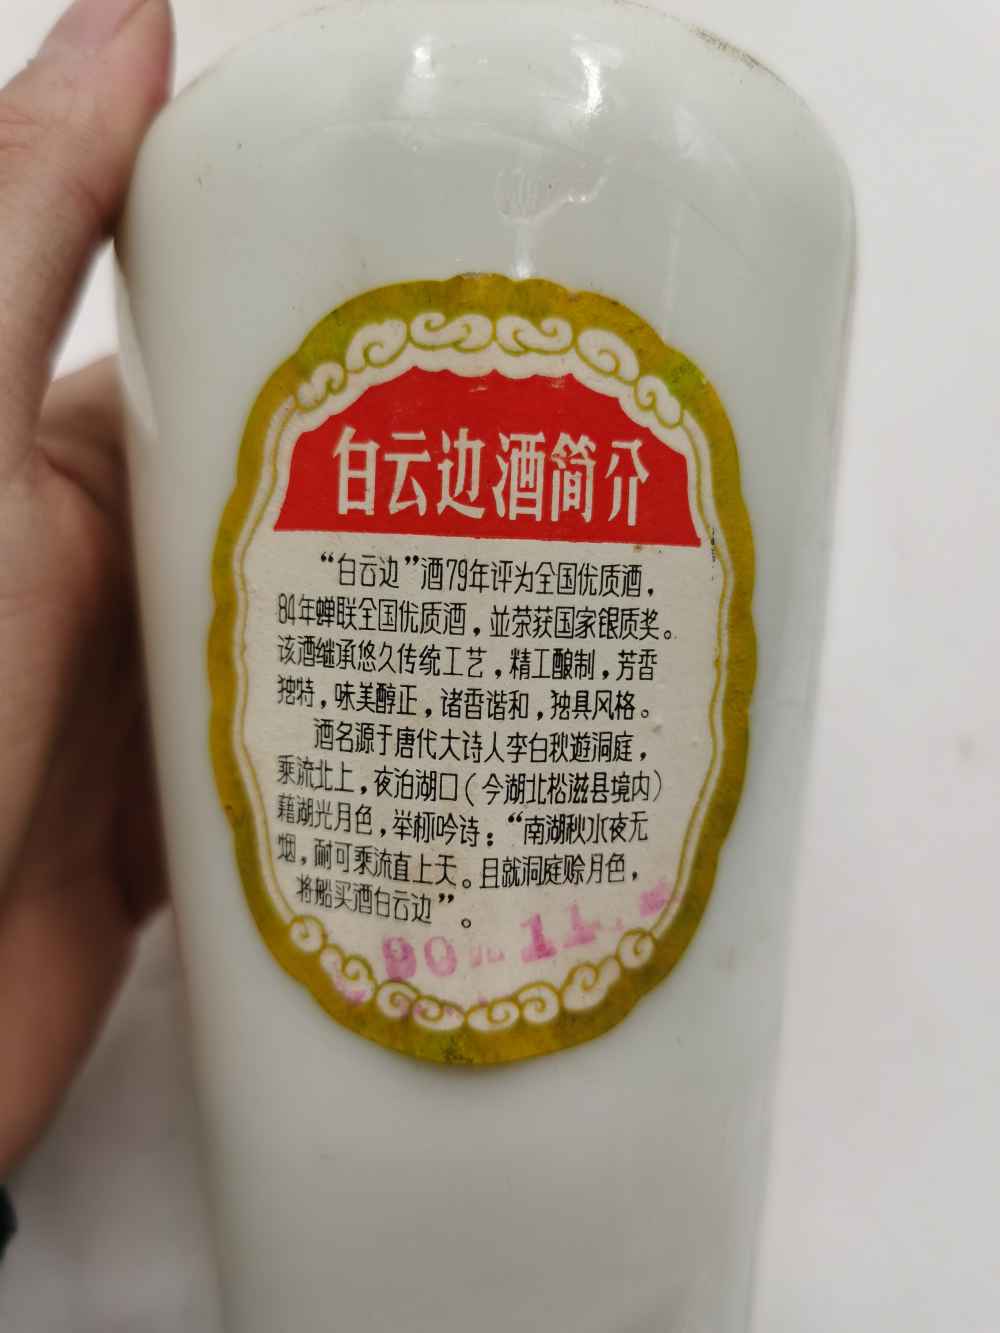 白云边酒简介
“白云边”酒79年评为全国优质酒，
84年蝉联全国优质酒，並荣获国家银质奖。
该酒继承悠久传统工艺，精工酿制，芳香
独特，味美醇正，诸香谐和，独具风格。
酒名源于唐代大诗人李白秋遊洞庭，
乘流北上，夜泊湖口（今湖北松滋县境内）
藉湖光月色，举杯吟诗：“南湖秋水夜无
烟，耐可乘流直上天。且就洞庭赊月色，
将船买酒白云边”。
90 11